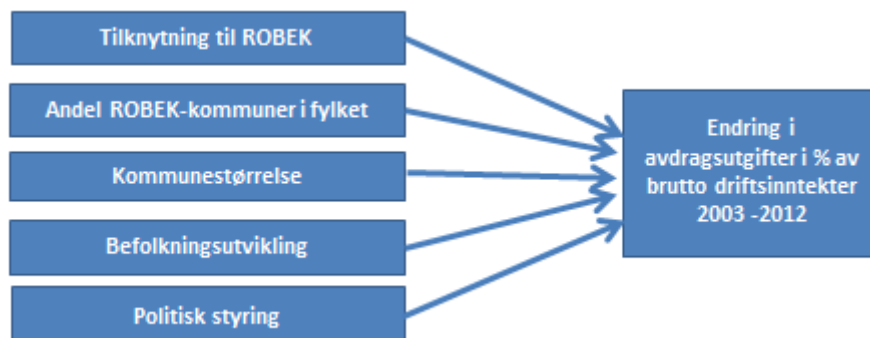 Tilknytning til ROBEK
Andel ROBEK-kommuner i fylket
Kommunestørrelse
Befolkningsutvikling
Politisk styring
Endring i
avdragsutgifter i % av
brutto driftsinntekter
2003 -2012